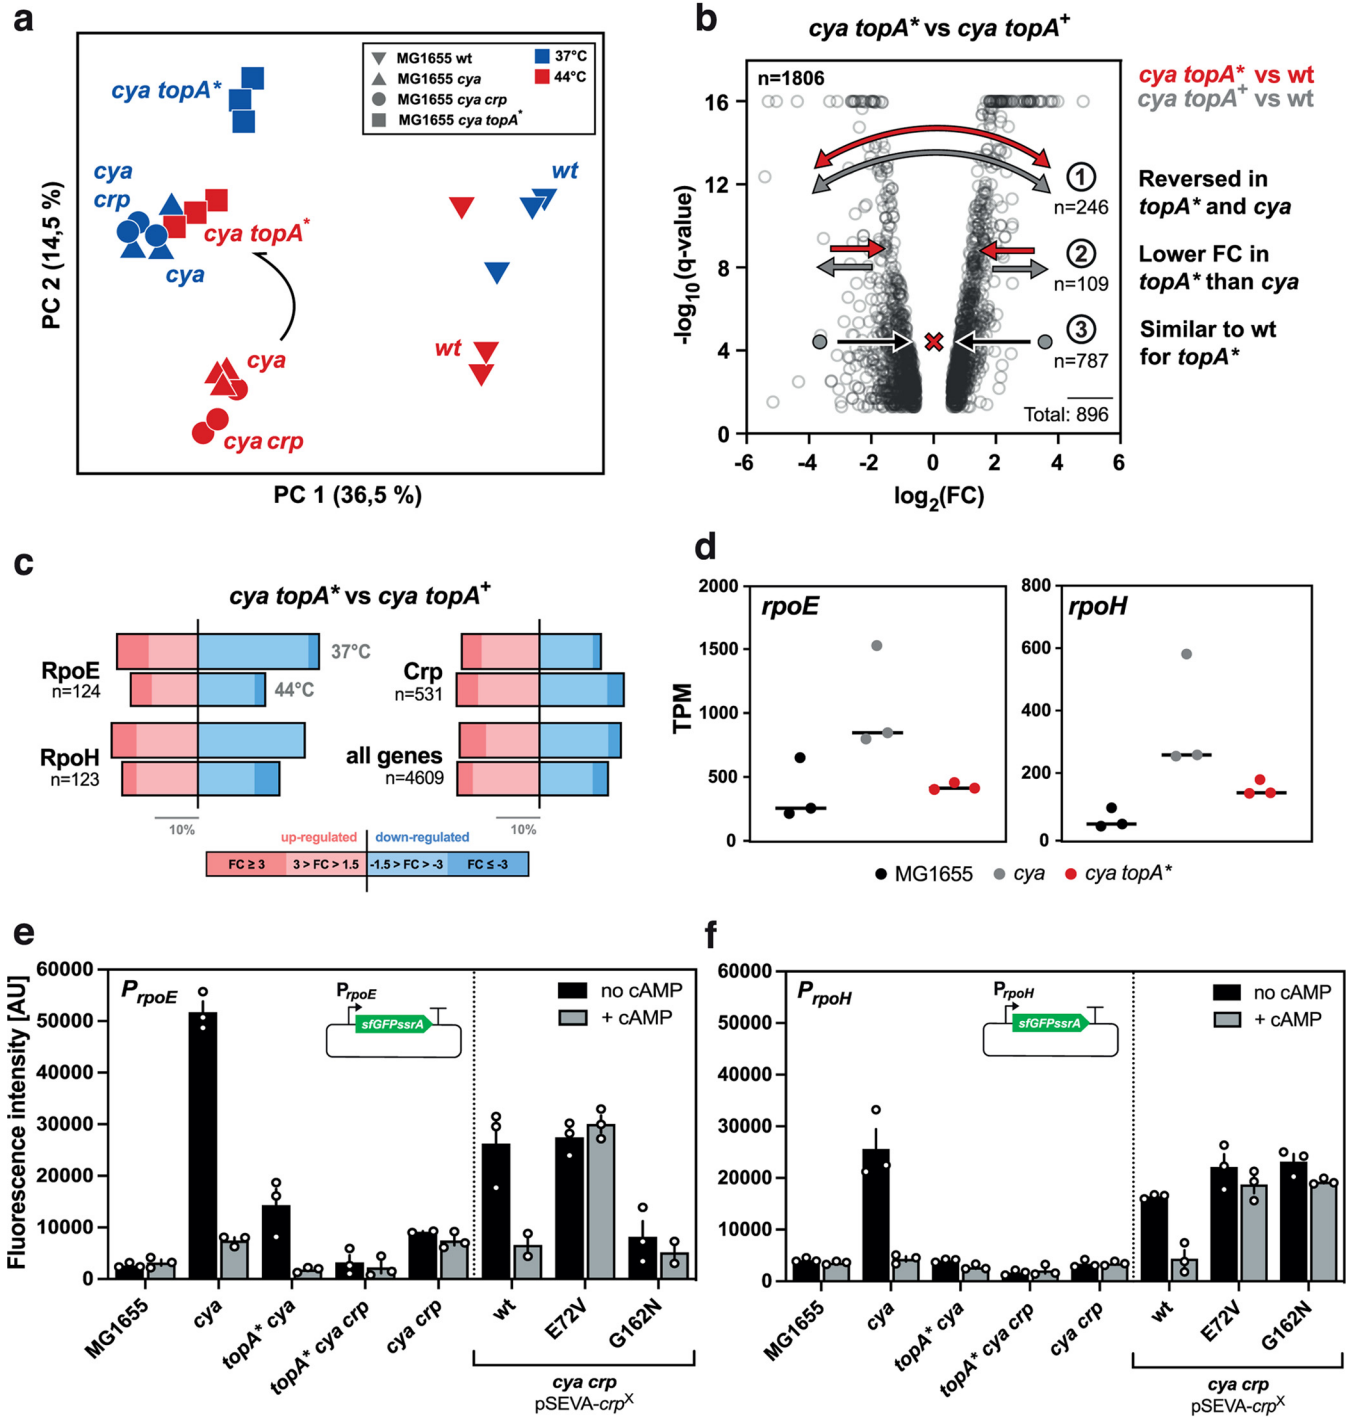 a
MG1655 wt
MG1655 cya
MG1655 cya crp
MG1655 cya topA*
37°C
44°C
cya topA*
cya
crp
wt
cya topA*
cya
wt
cya
cya crp
PC 2 (14,5 %)
PC 1 (36,5 %)
b
cya topA* vs cya topA+
n=1806
cya topA* vs wt
cya topA+ vs wt
1
n=246
Reversed in
topA* and cya
2
n=109
Lower FC in
topA* than cya
3
n=787
Similar to wt
for topA*
Total: 896
16
12
8
4
0
-6
-4
-2
0
2
4
6
-log10(q-value)
log2(FC)
c
cya topA* vs cya topA+
RpoE
n=124
37°C
44°C
RpoH
n=123
10%
Crp
n=531
all genes
n=4609
10%
up-regulated
down-regulated
FC ≥ 3
3 > FC > 1.5
-1.5 > FC > -3
FC ≤ -3
d
rpoE
2000
1500
1000
500
0
TPM
rpoH
800
600
400
200
0
MG1655
cya
cya topA*
e
PrpoE
PrpoE
sfGFPssrA
no cAMP
+ cAMP
60000
50000
40000
30000
20000
10000
0
Fluorescence intensity [AU]
MG1655
cya
topA* cya
topA* cya crp
cya crp
wt
E72V
G162N
cya crp
pSEVA-crpX
f
PrpoH
PrpoH
sfGFPssrA
no cAMP
+ cAMP
60000
50000
40000
30000
20000
10000
0
MG1655
cya
topA* cya
topA* cya crp
cya crp
wt
E72V
G162N
cya crp
pSEVA-crpX